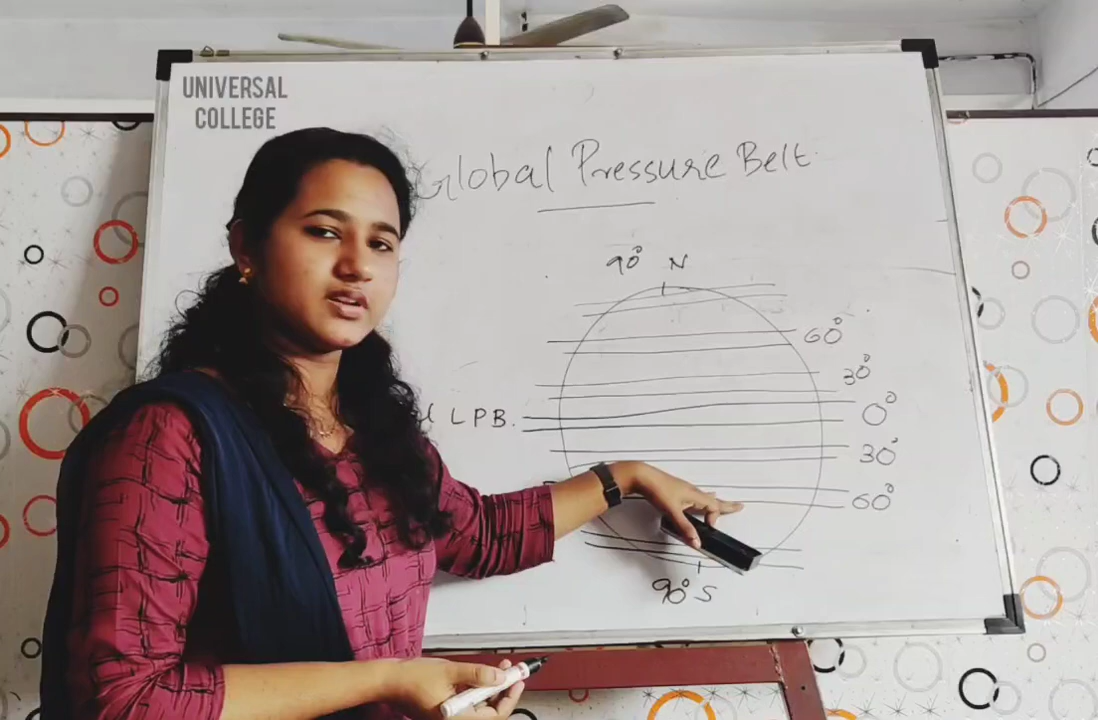 UNIVERSAL
COLLEGE
Global Pressure Belt
90° N
60°
30°
LPB.
0°
30°
60°
90° S